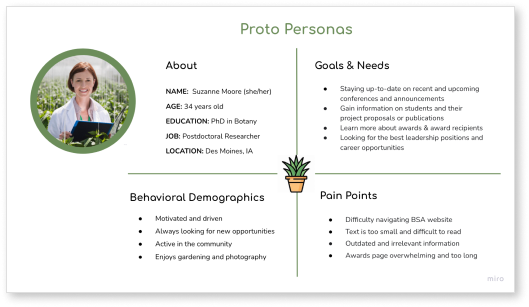 Proto Personas
About
NAME: Suzanne Moore (she/her)
AGE: 34 years old
EDUCATION: PhD in Botany
JOB: Postdoctoral Researcher
LOCATION: Des Moines, IA
Goals & Needs
● Staying up-to-date on recent and upcoming
conferences and announcements
● Gain information on students and their
project proposals or publications
● Learn more about awards & award recipients
● Looking for the best leadership positions and
career opportunities
Behavioral Demographics
● Motivated and driven
● Always looking for new opportunities
● Active in the community
● Enjoys gardening and photography
Pain Points
● Difficulty navigating BSA website
● Text is too small and difficult to read
● Outdated and irrelevant information
● Awards page overwhelming and too long
miro